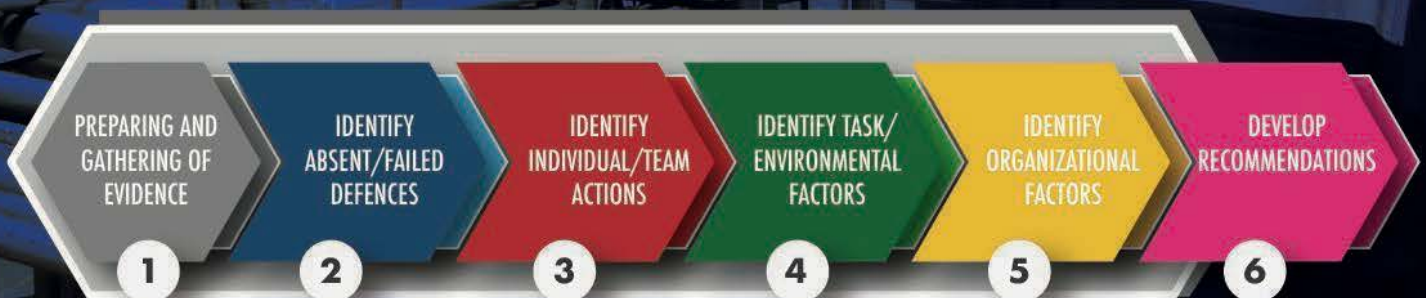 PREPARING AND
GATHERING OF
EVIDENCE
1
IDENTIFY
ABSENT/FAILED
DEFENCES
2
IDENTIFY
INDIVIDUAL/TEAM
ACTIONS
3
IDENTIFY TASK/
ENVIRONMENTAL
FACTORS
4
IDENTIFY
ORGANIZATIONAL
FACTORS
5
DEVELOP
RECOMMENDATIONS
6